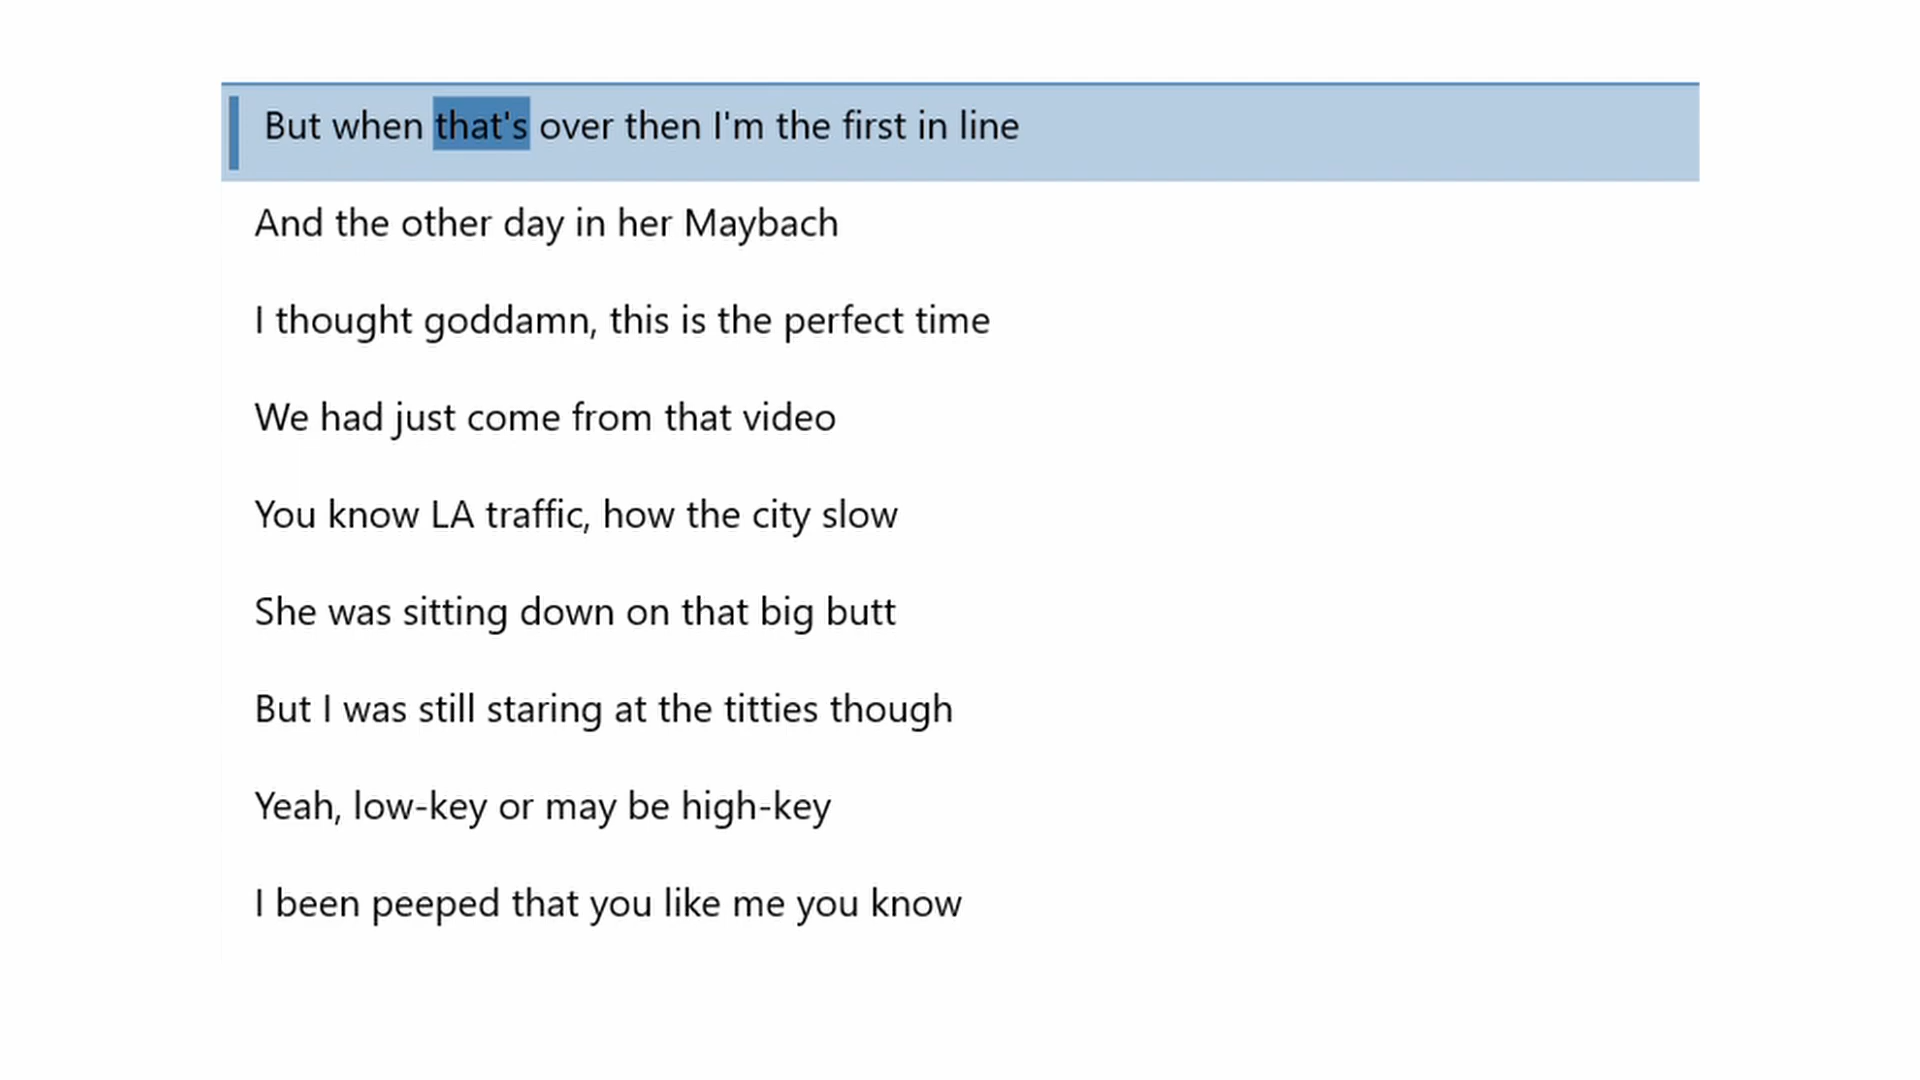 But when that's over then I'm the first in line
And the other day in her Maybach
I thought goddamn, this is the perfect time
We had just come from that video
You know LA traffic, how the city slow
She was sitting down on that big butt
But I was still staring at the titties though
Yeah, low-key or may be high-key
I been peeped that you like me you know